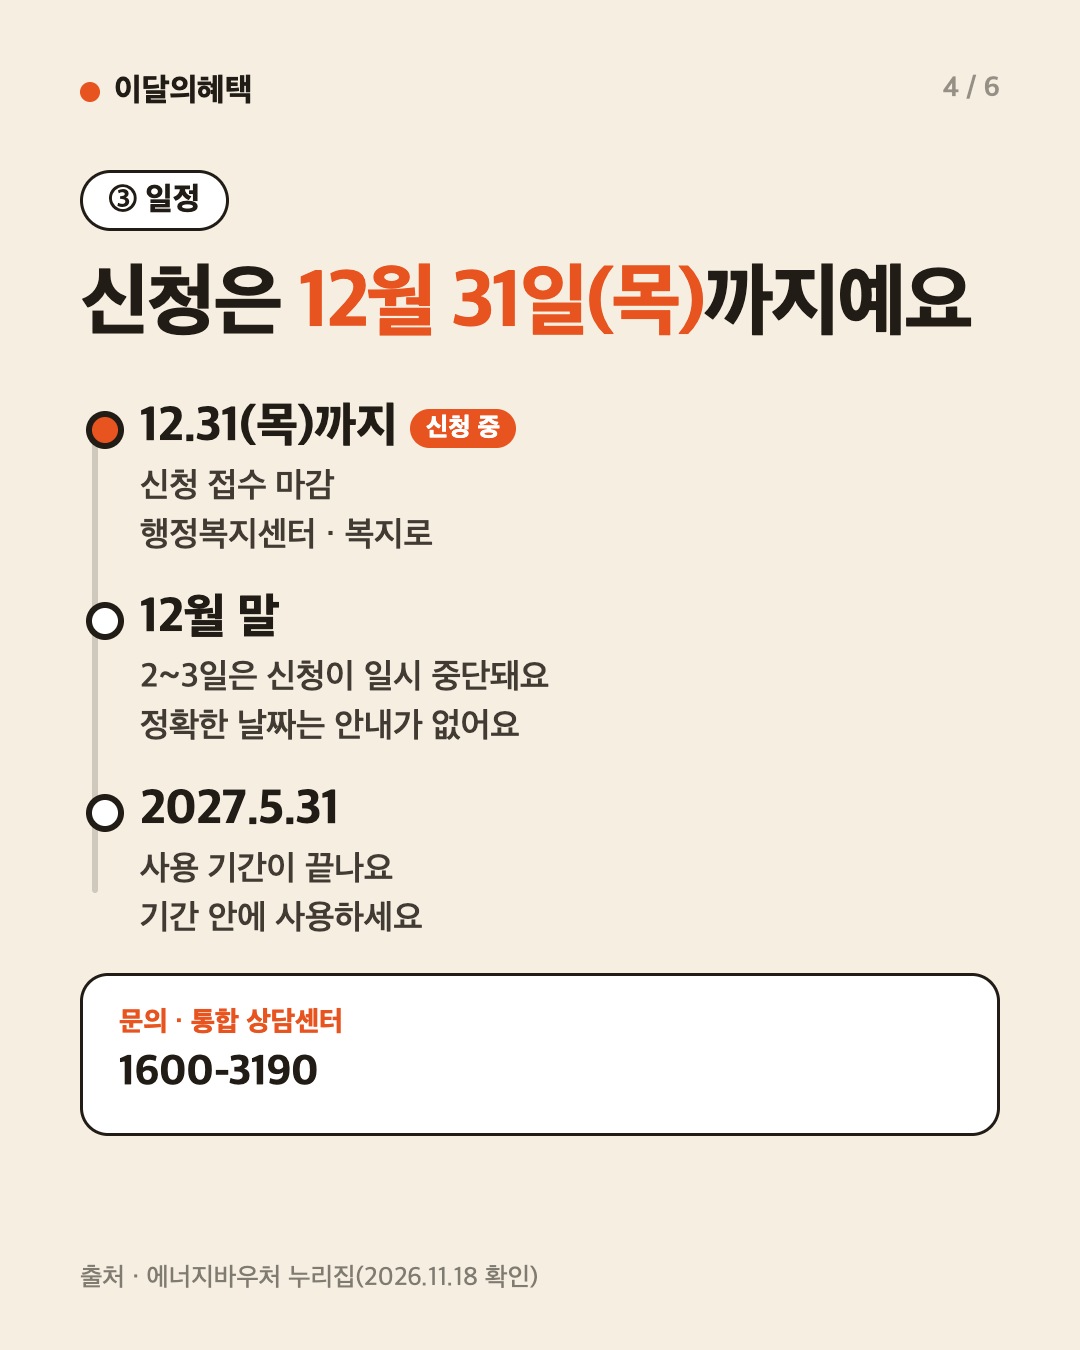 이달의혜택
4 / 6
③ 일정
신청은 12월 31일(목)까지예요
12.31(목)까지 신청 중
신청 접수 마감
행정복지센터 · 복지로
12월 말
2~3일은 신청이 일시 중단돼요
정확한 날짜는 안내가 없어요
2027.5.31
사용 기간이 끝나요
기간 안에 사용하세요
문의 · 통합 상담센터
1600-3190
출처 · 에너지바우처 누리집(2026.11.18 확인)